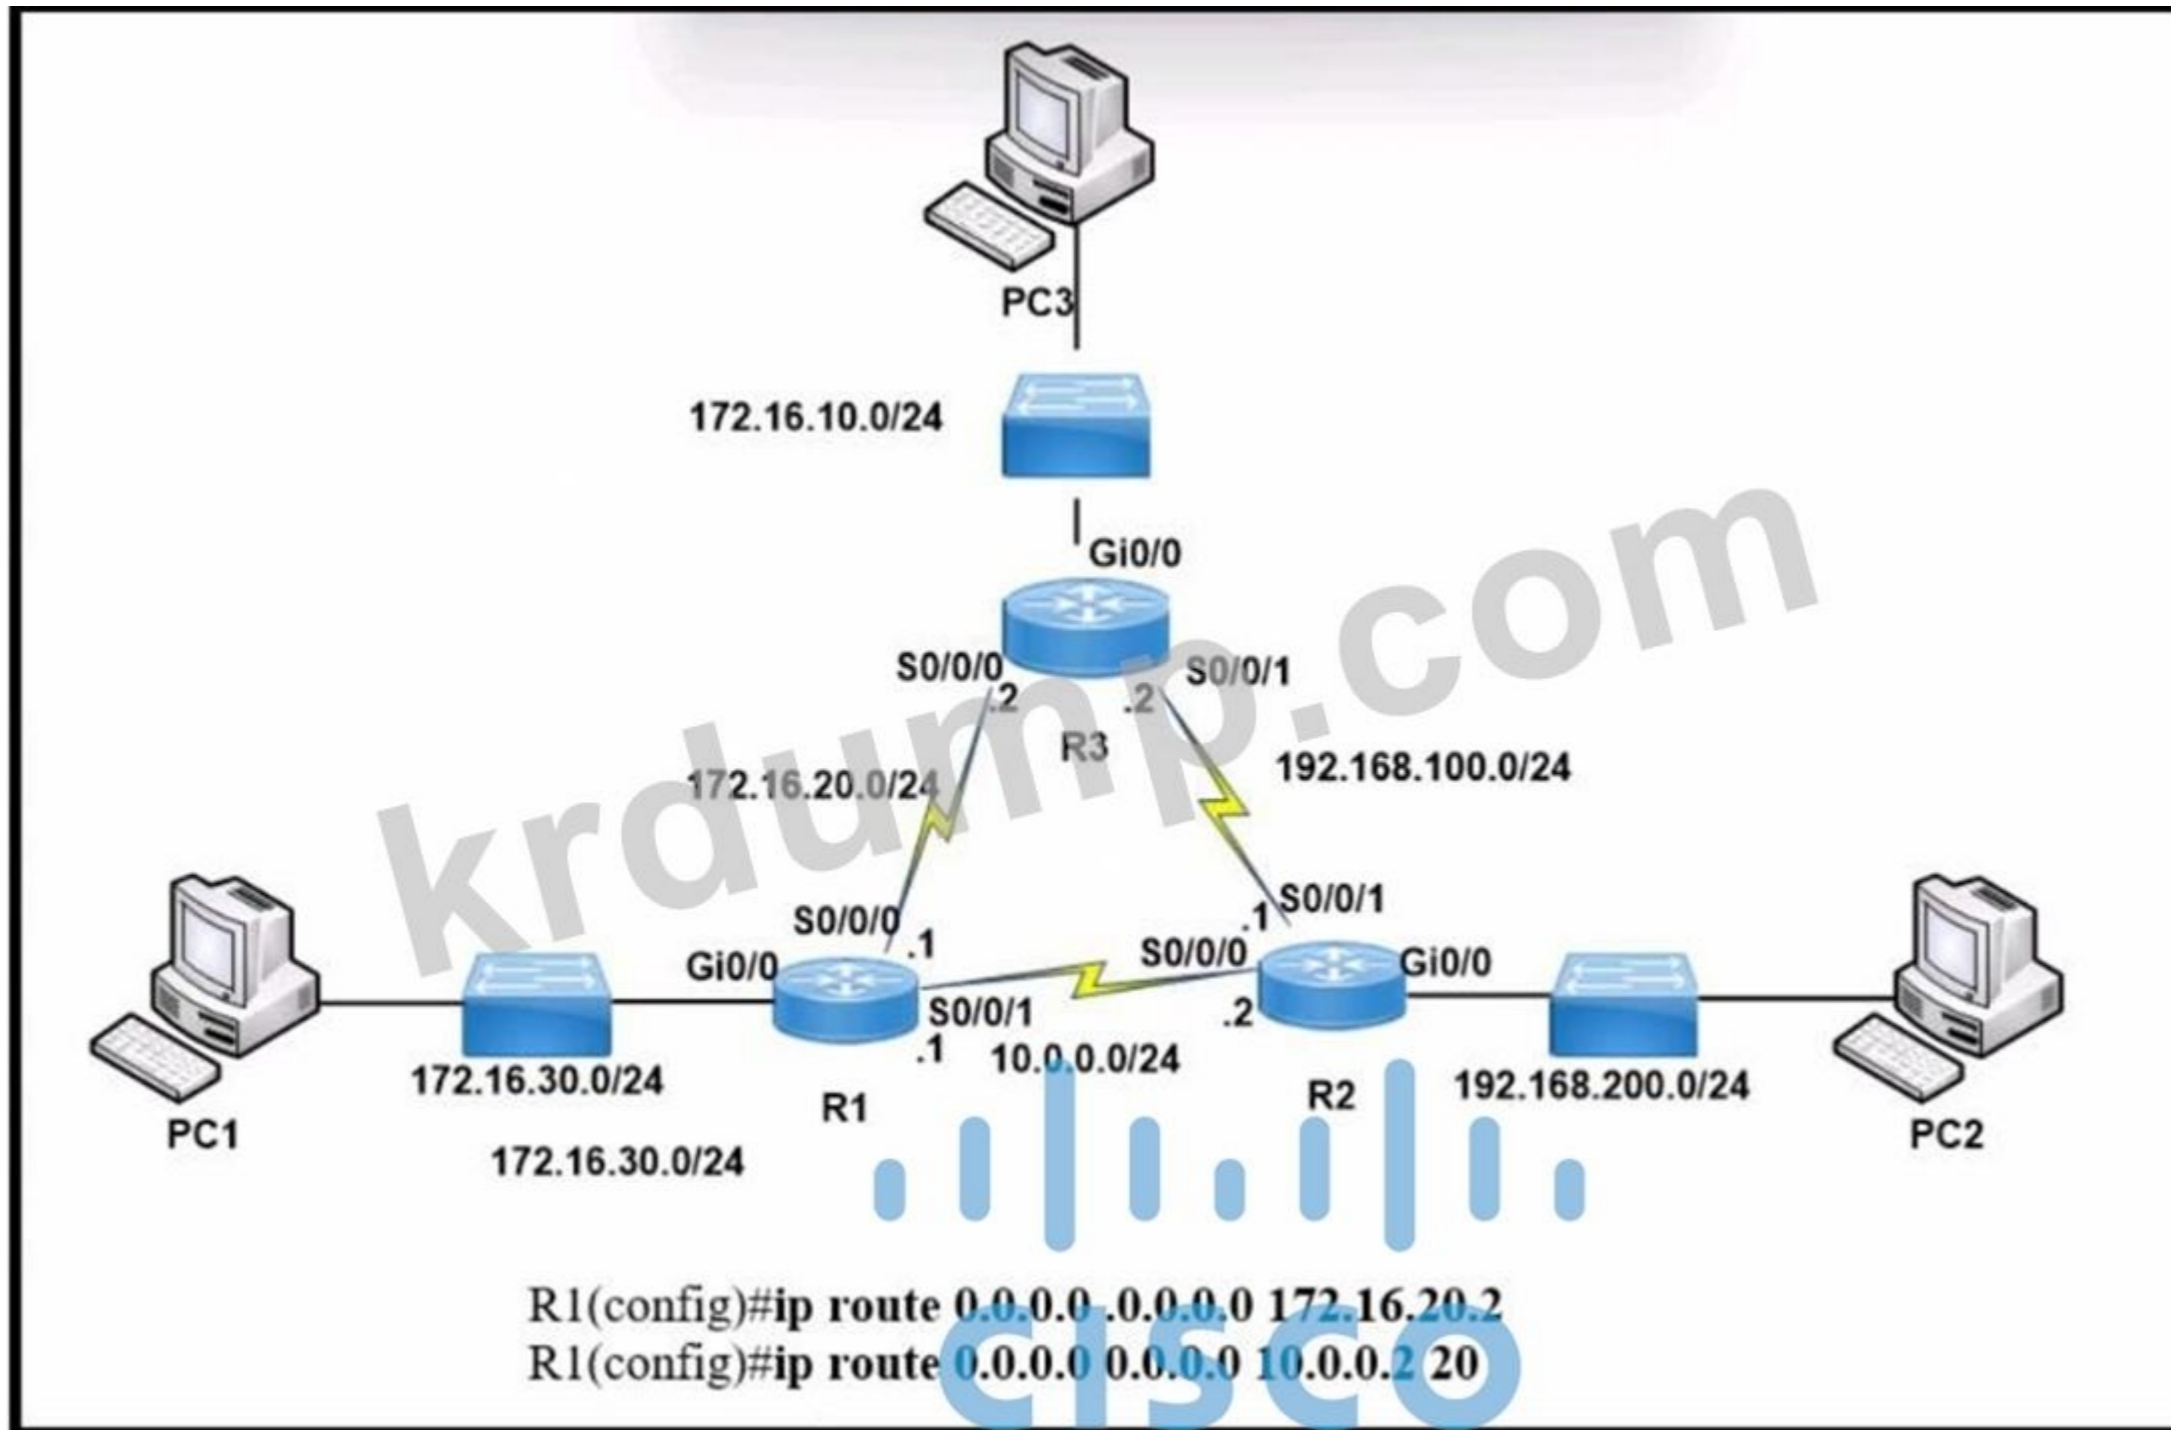 PC3
172.16.10.0/24
Gi0/0
S0/0/0
S0/0/1
.2
.2
R3
172.16.20.0/24
192.168.100.0/24
S0/0/0
.1
S0/0/1
.1
S0/0/0
Gi0/0
Gi0/0
S0/0/1
.1
.2
10.0.0.0/24
172.16.30.0/24
192.168.200.0/24
R1
R2
PC1
PC2
172.16.30.0/24
R1(config)#ip route 0.0.0.0 .0.0.0.0 172.16.20.2
R1(config)#ip route 0.0.0.0 0.0.0.0 10.0.0.2 20
krdump.com
CISCO